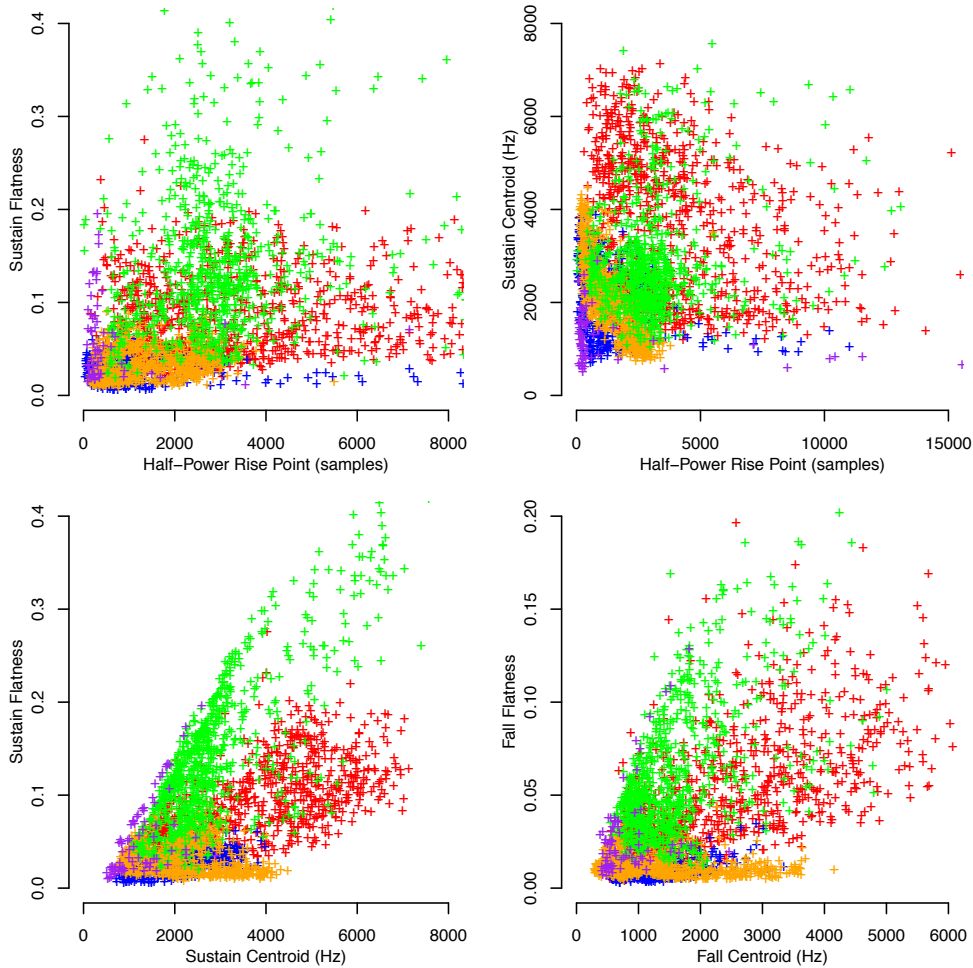 0.4
0.3
0.2
0.1
0.0
Sustain Flatness
0 2000 4000 6000 8000
Half−Power Rise Point (samples)
8000
6000
4000
2000
0
Sustain Centroid (Hz)
0 5000 10000 15000
Half−Power Rise Point (samples)
0.4
0.3
0.2
0.1
0.0
Sustain Flatness
0 2000 4000 6000 8000
Sustain Centroid (Hz)
0.20
0.15
0.10
0.05
0.00
Fall Flatness
0 1000 2000 3000 4000 5000 6000
Fall Centroid (Hz)